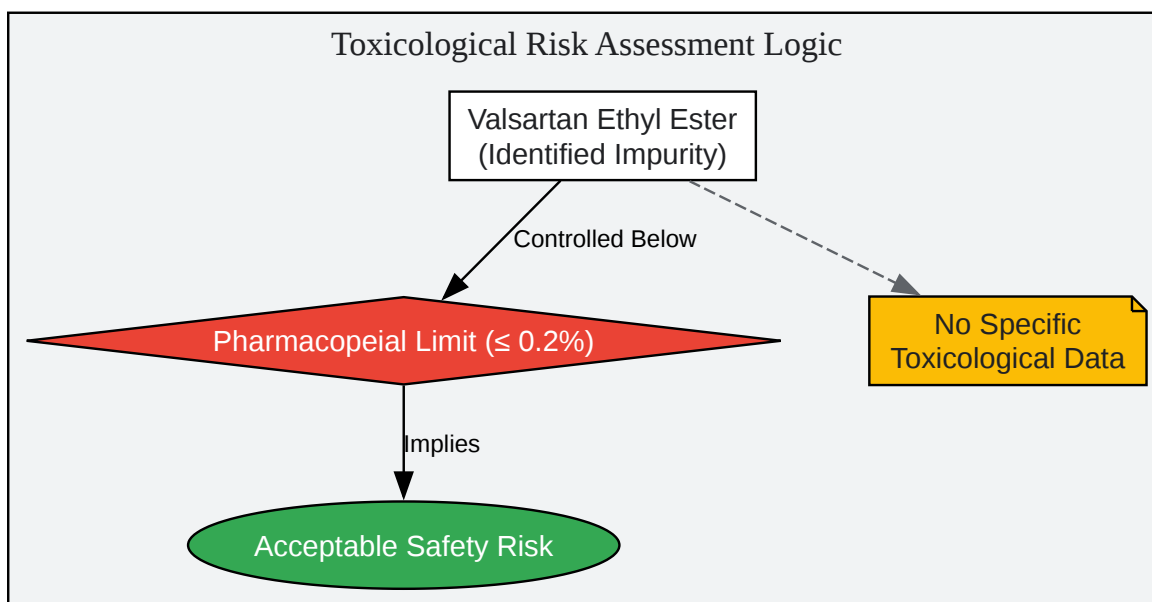 Toxicological Risk Assessment Logic
Valsartan Ethyl Ester
(Identified Impurity)
Controlled Below
Pharmacopeial Limit (≤ 0.2%)
No Specific
Toxicological Data
Implies
Acceptable Safety Risk